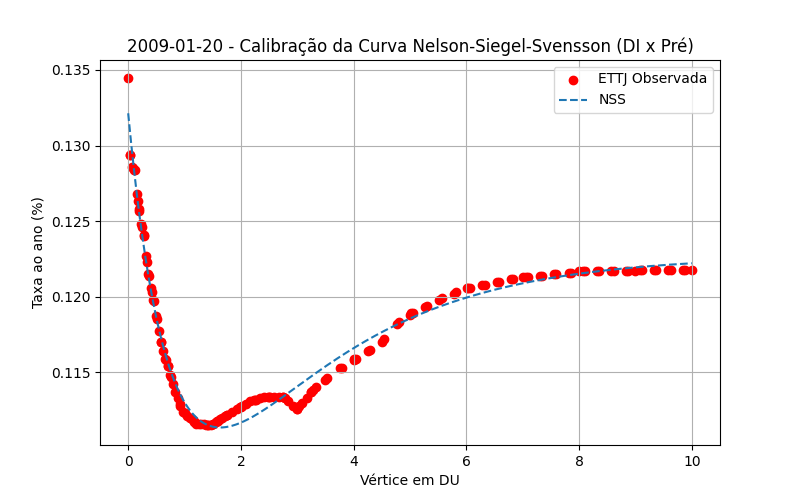 2009-01-20 - Calibração da Curva Nelson-Siegel-Svensson (DI x Pré)
ETTJ Observada
NSS
Taxa ao ano (%)
0.135
0.130
0.125
0.120
0.115
0 2 4 6 8 10
Vértice em DU